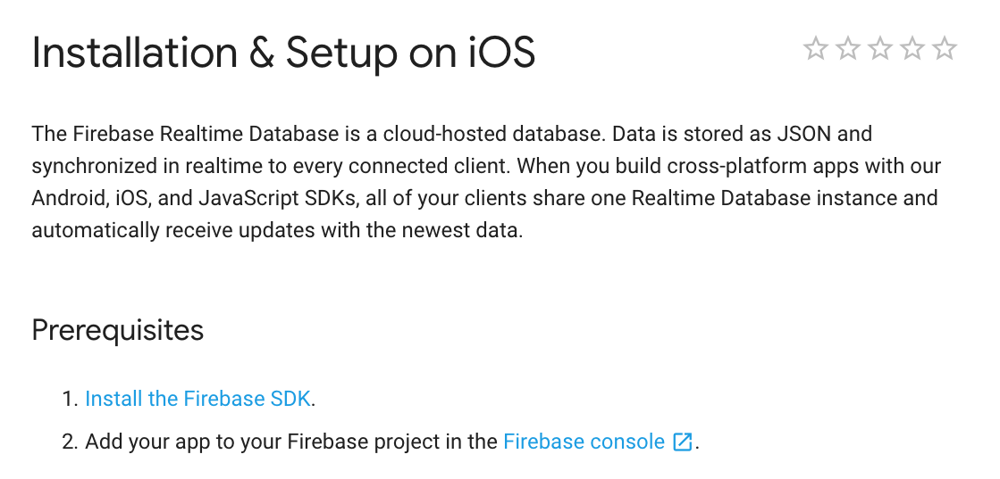 Installation & Setup on iOS
The Firebase Realtime Database is a cloud-hosted database. Data is stored as JSON and
synchronized in realtime to every connected client. When you build cross-platform apps with our
Android, iOS, and JavaScript SDKs, all of your clients share one Realtime Database instance and
automatically receive updates with the newest data.
Prerequisites
1. Install the Firebase SDK.
2. Add your app to your Firebase project in the Firebase console.